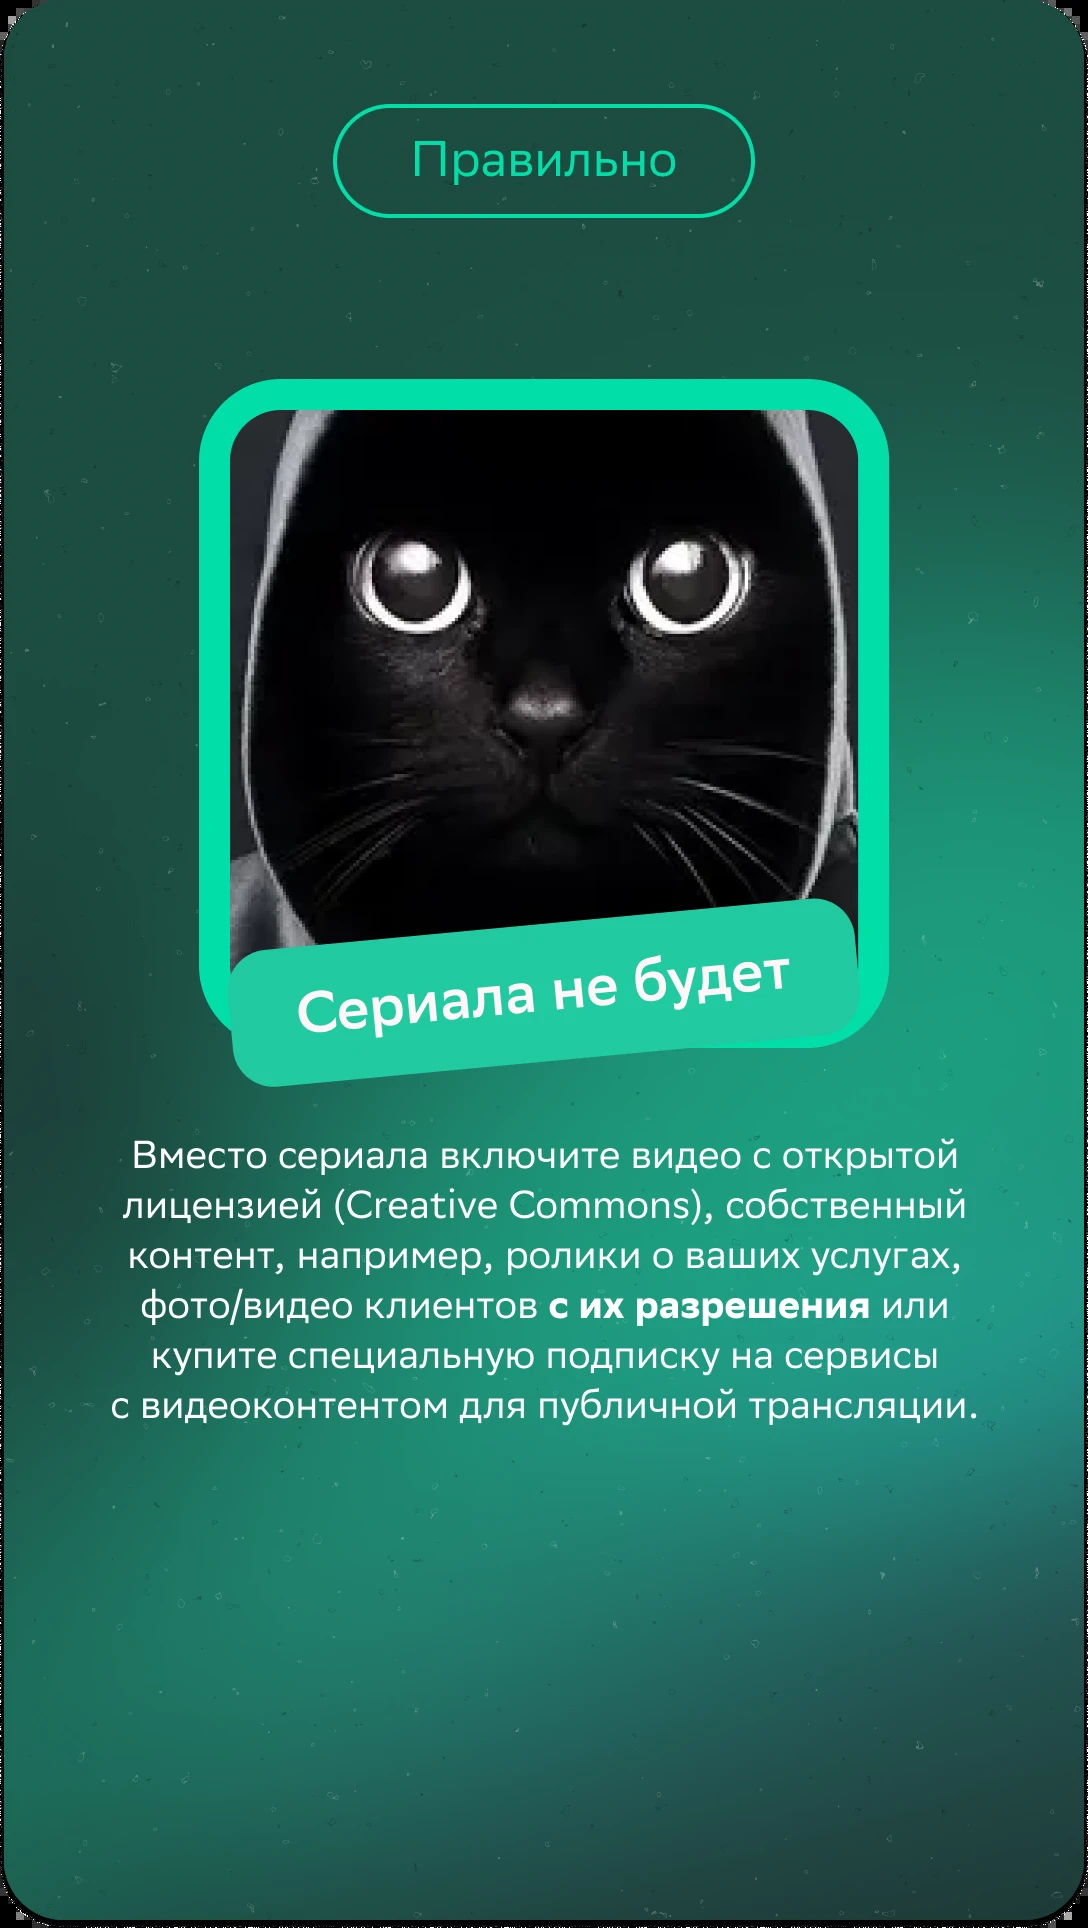 Правильно
Сериала не будет
Вместо сериала включите видео с открытой
лицензией (Creative Commons), собственный
контент, например, ролики о ваших услугах,
фото/видео клиентов с их разрешения или
купите специальную подписку на сервисы
с видеоконтентом для публичной трансляции.